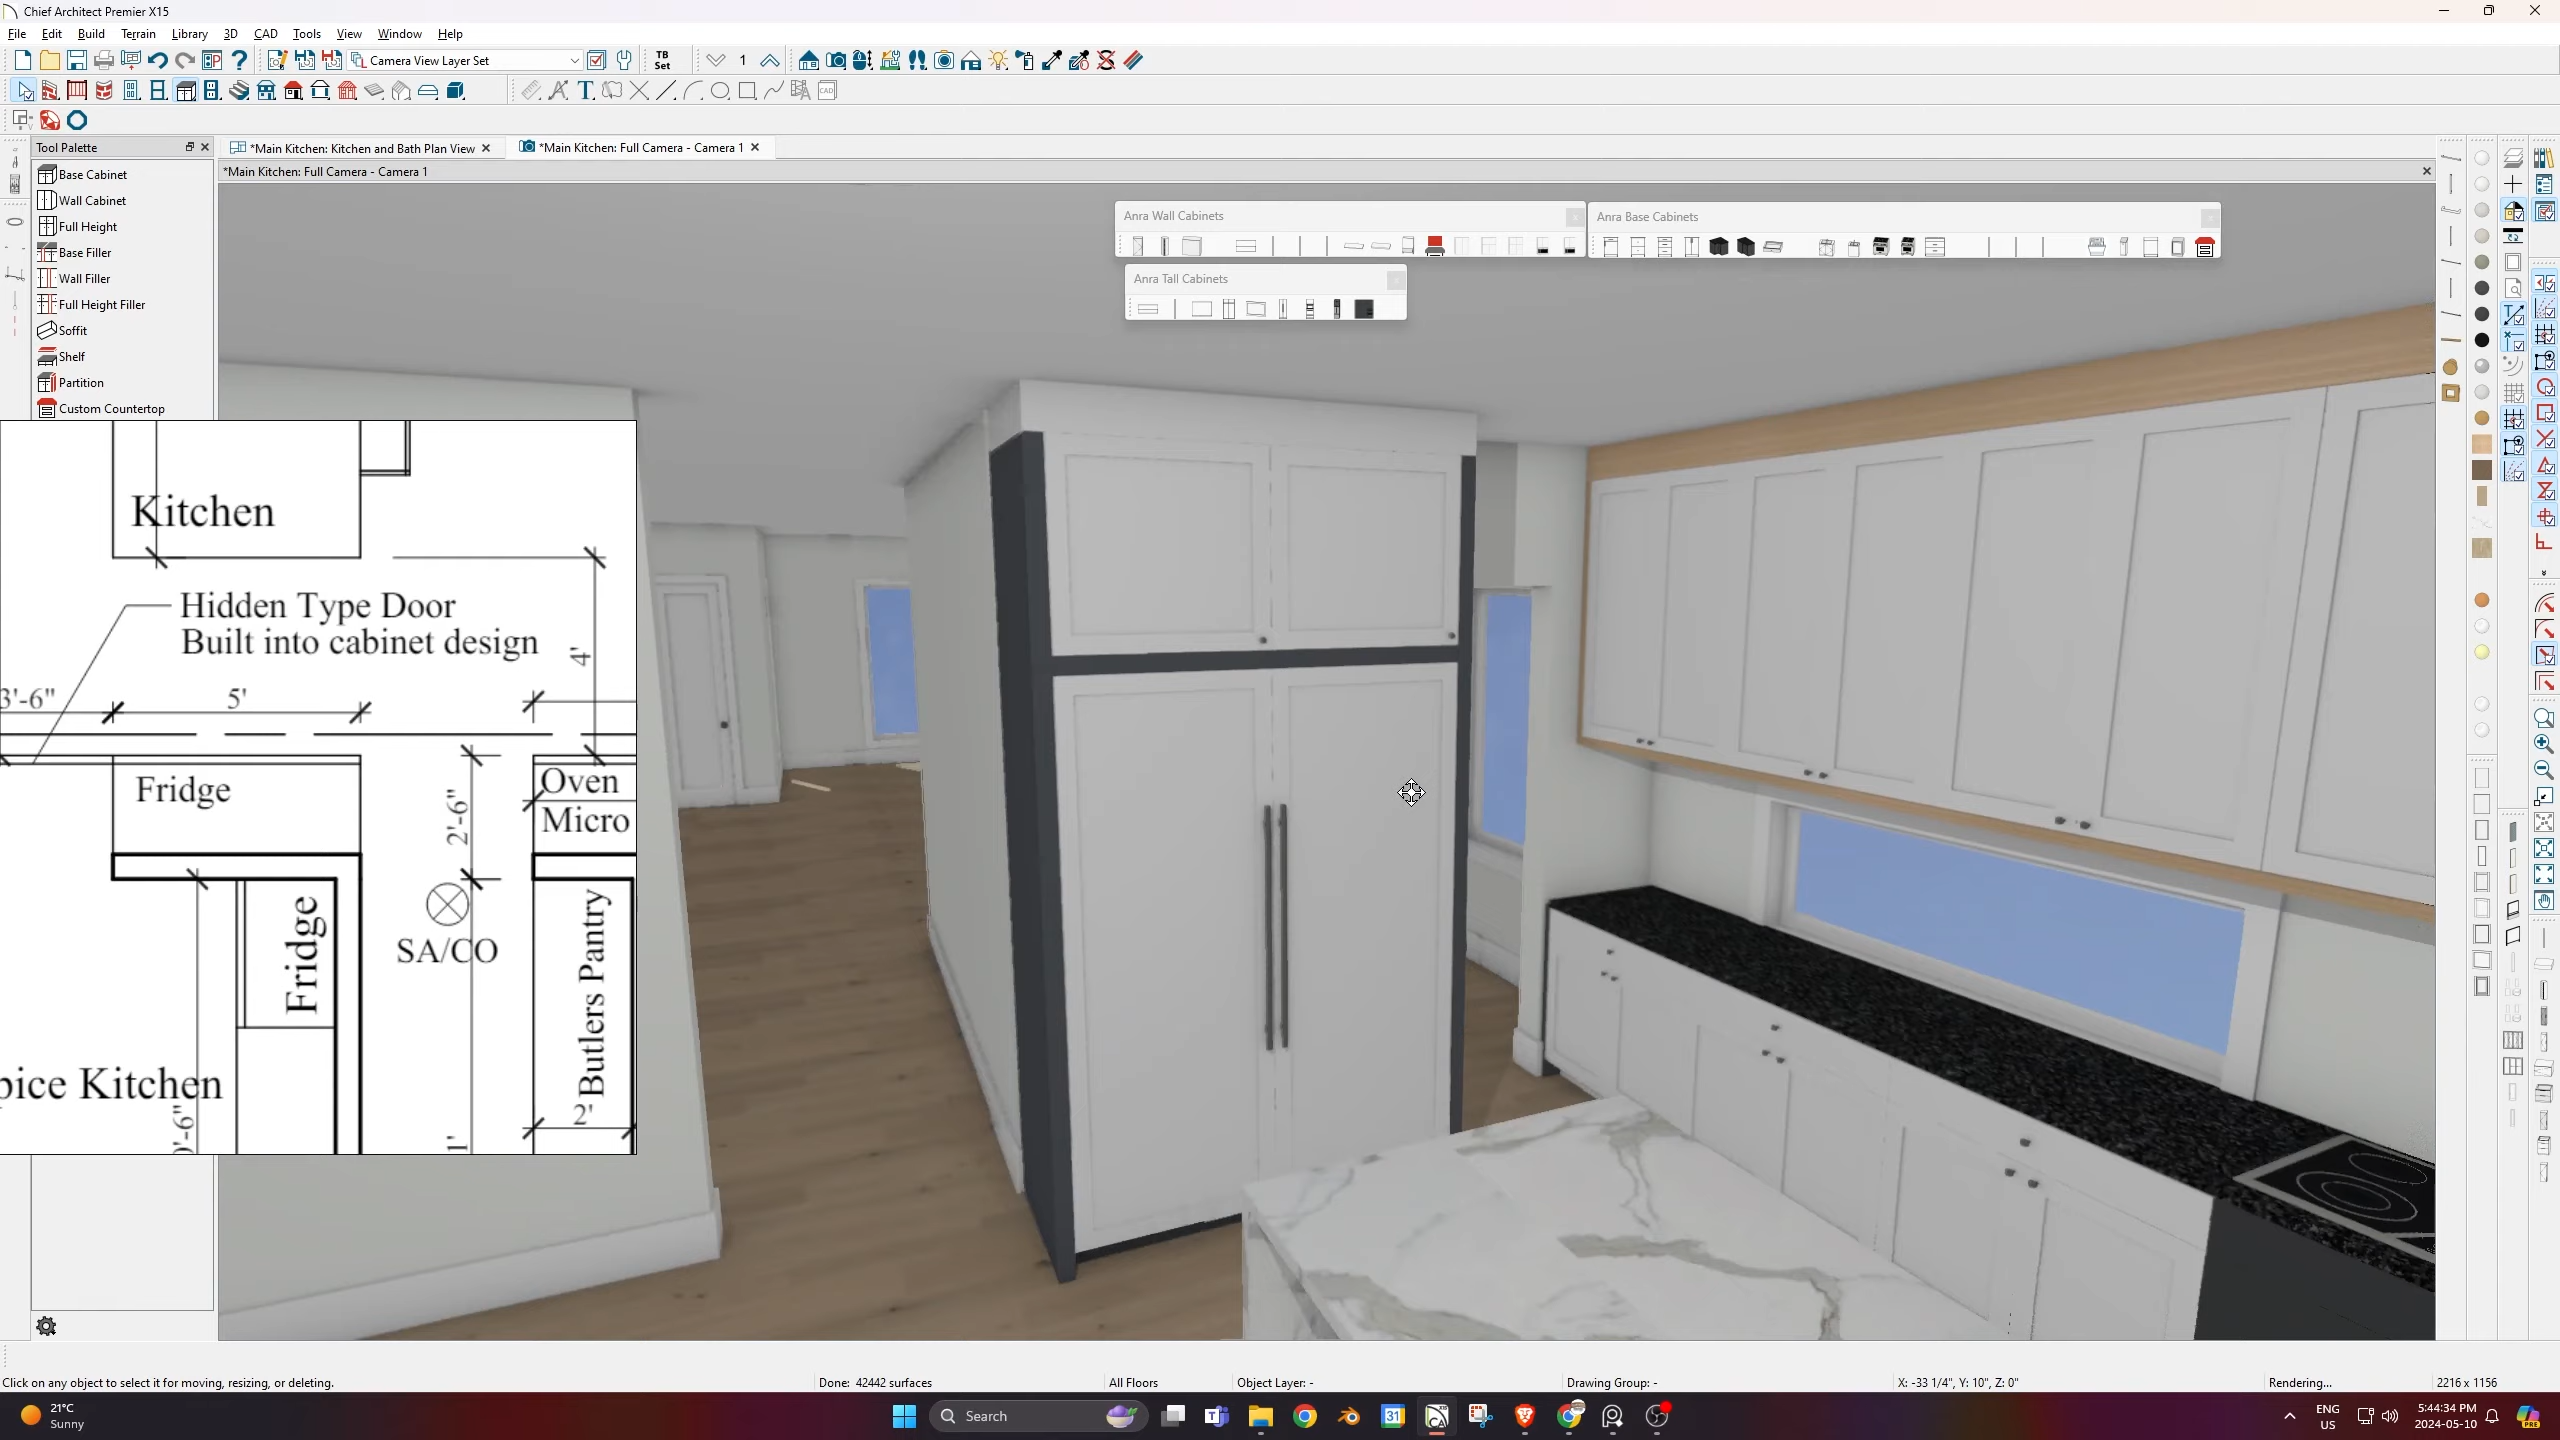 Chief Architect Premier X15
File Edit Build Terrain Library 3D CAD Tools View Window Help
Camera View Layer Set
TB
Set
1
CAD
Tool Palette
*Main Kitchen: Kitchen and Bath Plan View
*Main Kitchen: Full Camera - Camera 1
*Main Kitchen: Full Camera - Camera 1
Base Cabinet
Wall Cabinet
Full Height
Base Filler
Wall Filler
Full Height Filler
Soffit
Shelf
Partition
Custom Countertop
Anra Wall Cabinets
Anra Base Cabinets
Anra Tall Cabinets
Kitchen
Hidden Type Door
Built into cabinet design
4'
3'-6"
5'
Fridge
Oven
Micro
2'-6"
Fridge
SA/CO
Butlers Pantry
pice Kitchen
2'
)'-6"
1'
Click on any object to select it for moving, resizing, or deleting.
Done: 42442 surfaces
All Floors
Object Layer: -
Drawing Group: -
X: -33 1/4", Y: 10", Z: 0"
Rendering...
2216 x 1156
21°C
Sunny
Search
31
ENG
US
5:44:34 PM
2024-05-10
PRE